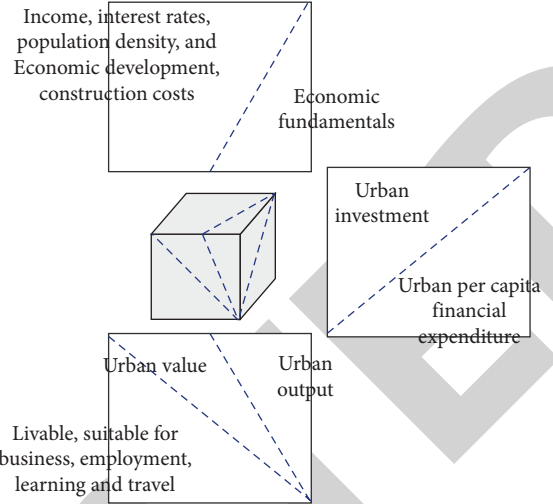 Income, interest rates,
population density, and
Economic development,
construction costs
Economic
fundamentals
Urban
investment
Urban per capita
financial
expenditure
Urban value
Urban
output
Livable, suitable for
business, employment,
learning and travel